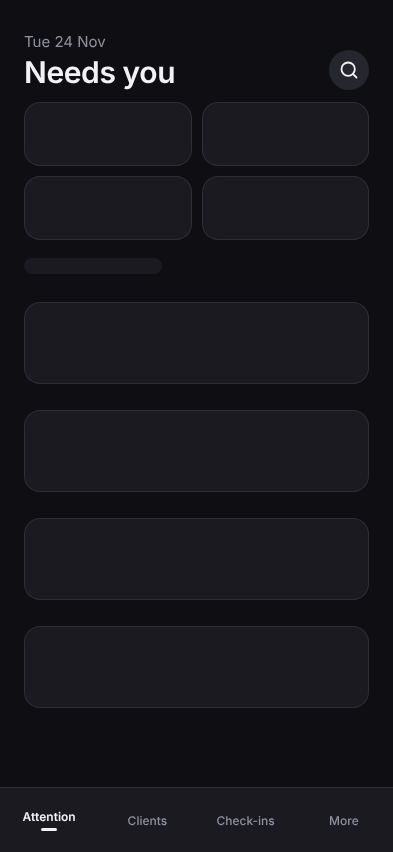 Tue 24 Nov
Needs you
Attention
Clients
Check-ins
More